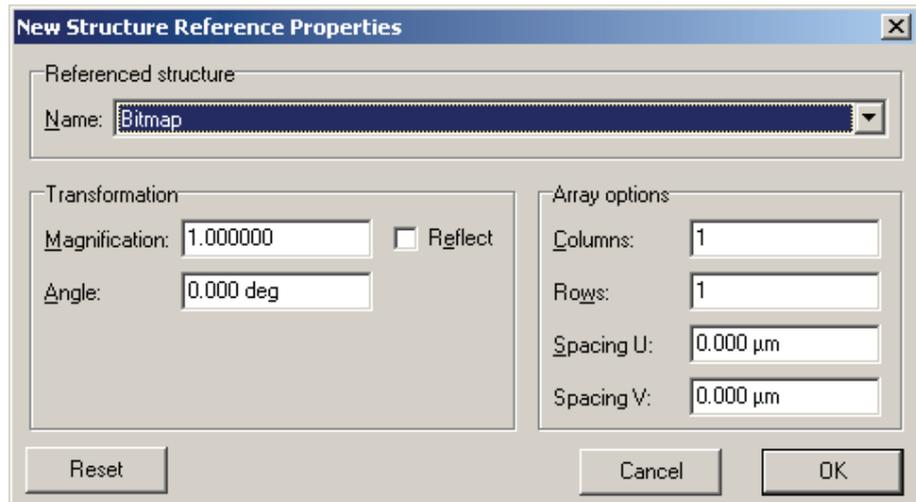 New Structure Reference Properties
Referenced structure
Name: Bitmap
Transformation
Magnification: 1.000000 Reflect
Angle: 0.000 deg
Array options
Columns: 1
Rows: 1
Spacing U: 0.000 µm
Spacing V: 0.000 µm
Reset
Cancel
OK